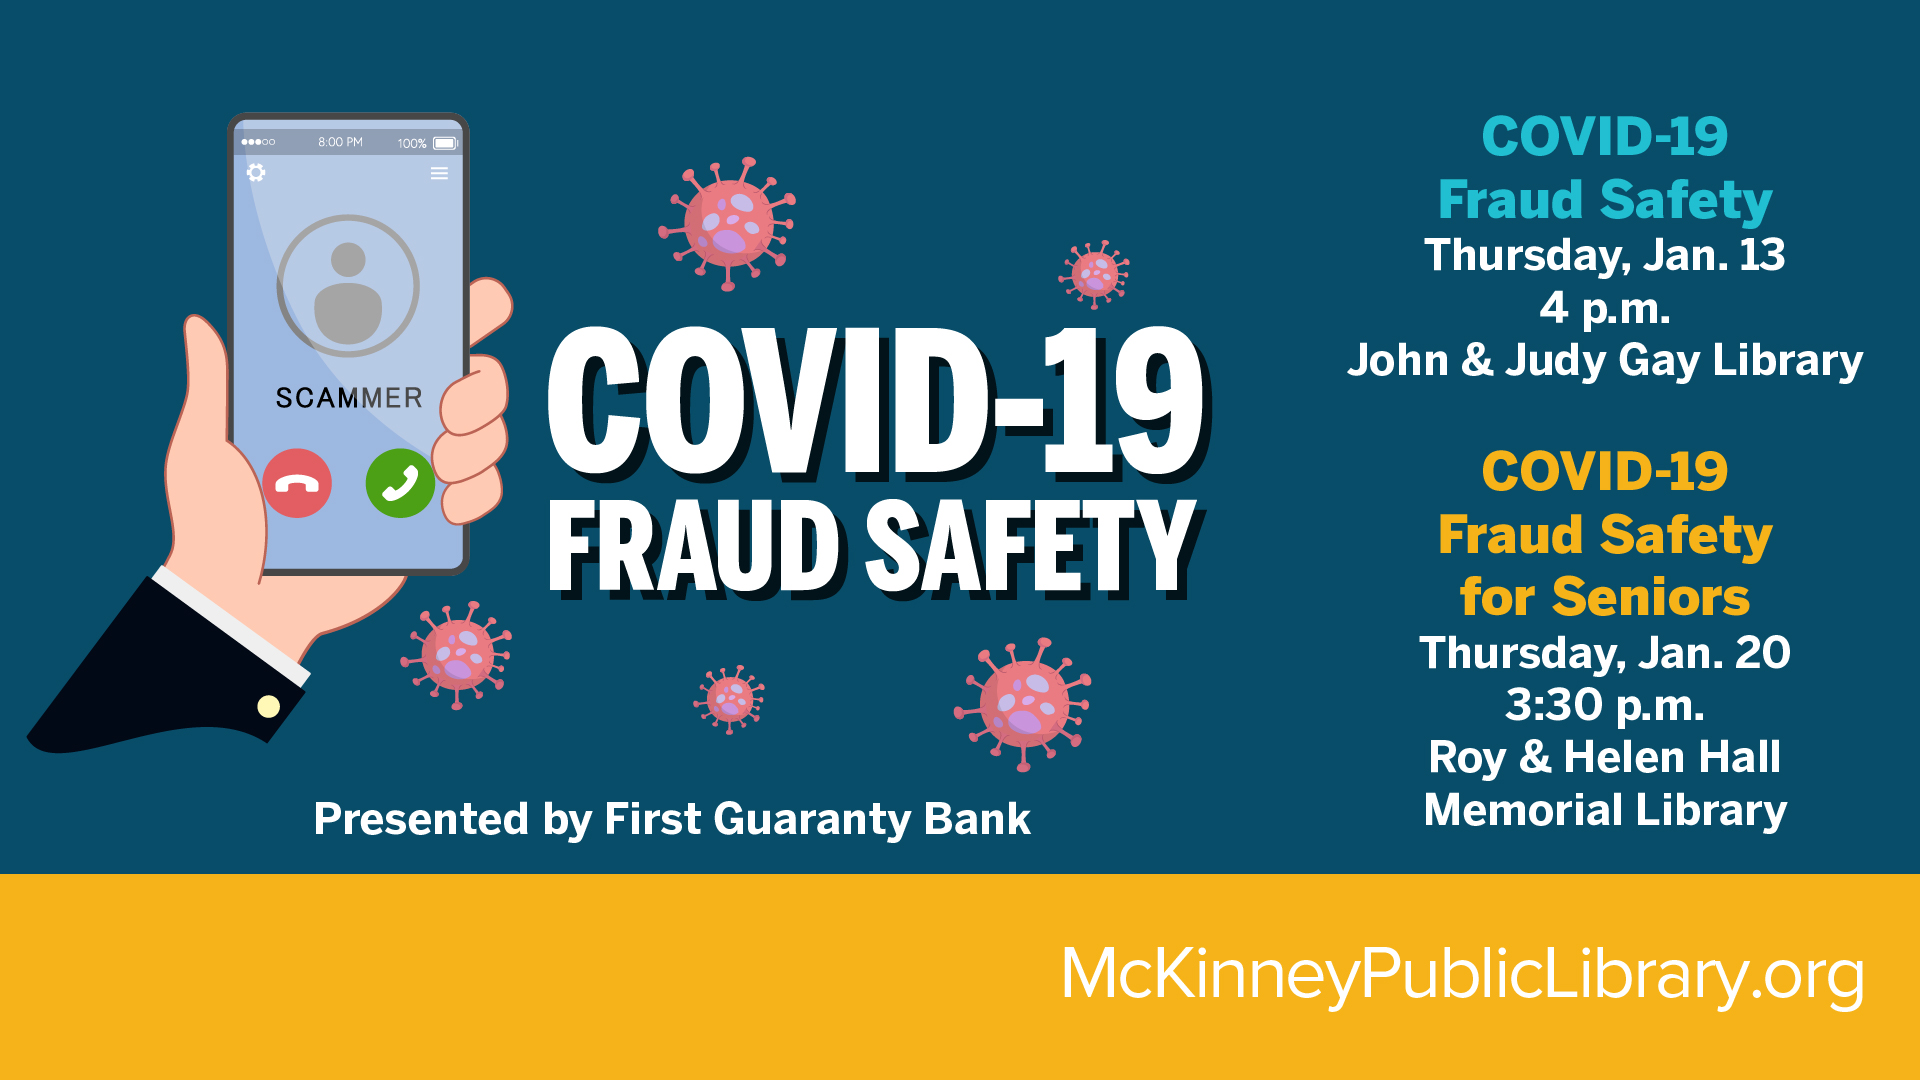 8:00 PM
100%
SCAMMER
COVID-19
FRAUD SAFETY
Presented by First Guaranty Bank
COVID-19
Fraud Safety
Thursday, Jan. 13
4 p.m.
John & Judy Gay Library
COVID-19
Fraud Safety
for Seniors
Thursday, Jan. 20
3:30 p.m.
Roy & Helen Hall
Memorial Library
McKinneyPublicLibrary.org